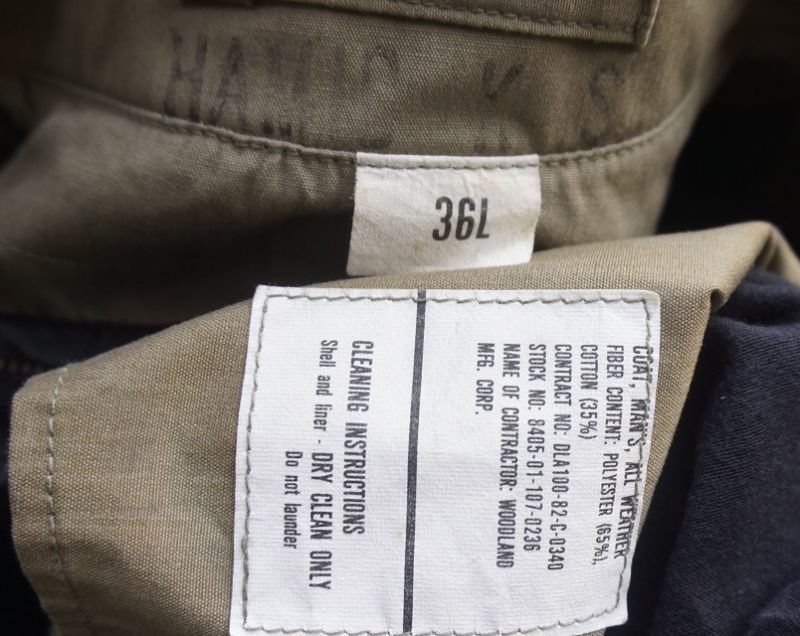 36L
COAT, MAN'S, ALL WEATHER
FIBER CONTENT: POLYESTER (65%),
COTTON (35%)
CONTRACT NO: DLA100-82-C-0340
STOCK NO: 8405-01-107-0236
NAME OF CONTRACTOR: WOODLAND
MFG. CORP.
CLEANING INSTRUCTIONS
Shell and liner - DRY CLEAN ONLY
Do not launder